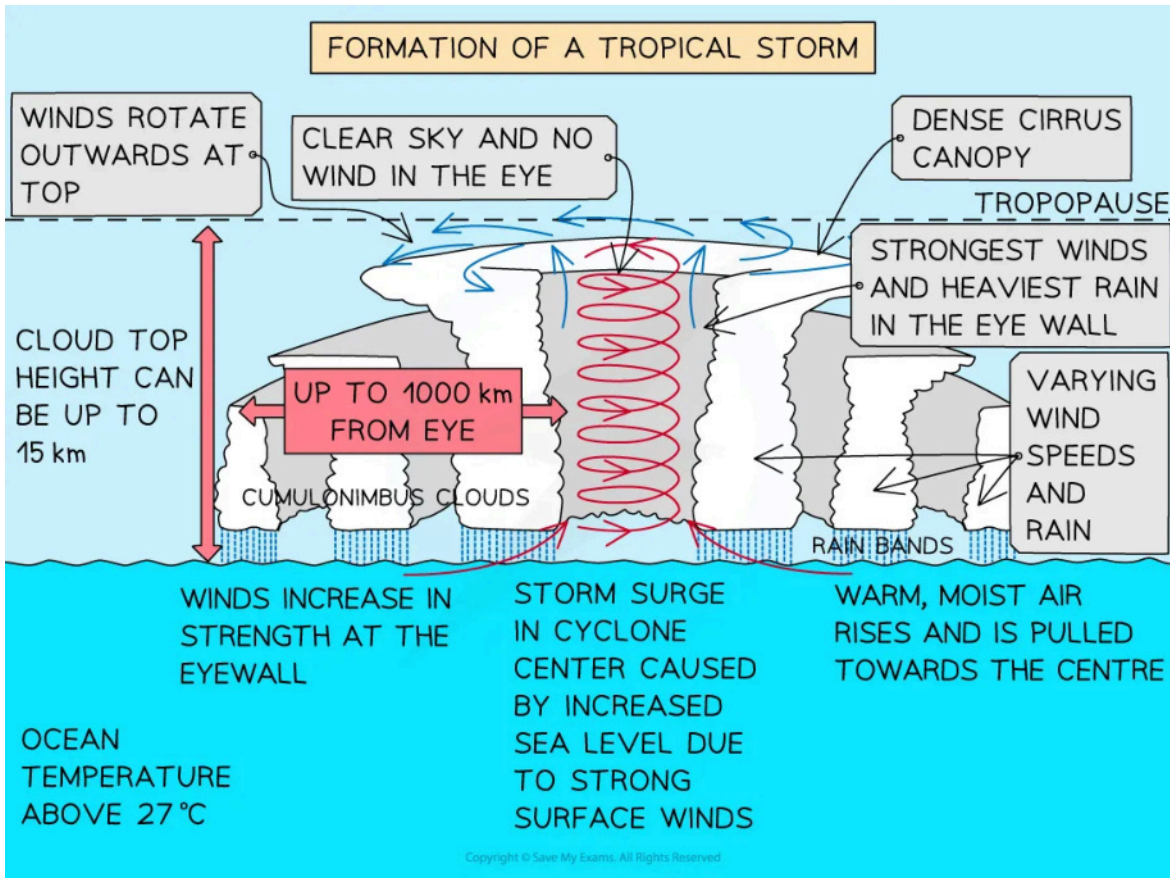 FORMATION OF A TROPICAL STORM
WINDS ROTATE
OUTWARDS AT
TOP
CLEAR SKY AND NO
WIND IN THE EYE
DENSE CIRRUS
CANOPY
TROPOPAUSE
STRONGEST WINDS
AND HEAVIEST RAIN
IN THE EYE WALL
CLOUD TOP
HEIGHT CAN
BE UP TO
15 km
UP TO 1000 km
FROM EYE
VARYING
WIND
SPEEDS
AND
RAIN
CUMULONIMBUS CLOUDS
RAIN BANDS
WINDS INCREASE IN
STRENGTH AT THE
EYEWALL
STORM SURGE
IN CYCLONE
CENTER CAUSED
BY INCREASED
SEA LEVEL DUE
TO STRONG
SURFACE WINDS
WARM, MOIST AIR
RISES AND IS PULLED
TOWARDS THE CENTRE
OCEAN
TEMPERATURE
ABOVE 27°C
Copyright © Save My Exams. All Rights Reserved